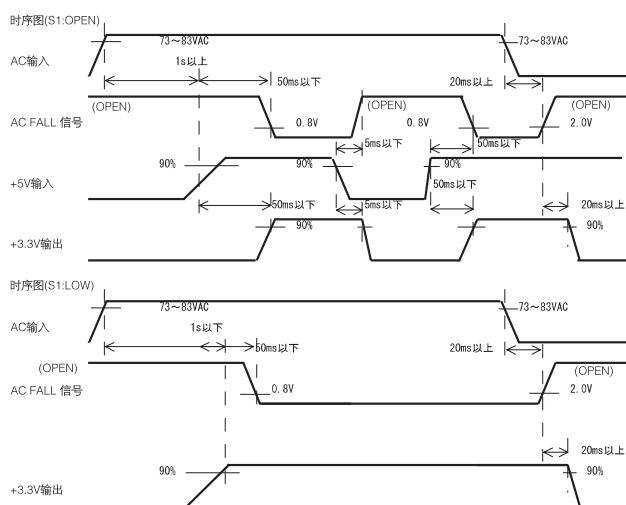 时序图(S1:OPEN)
73～83VAC
73～83VAC
AC输入
1s以上
50ms以下
20ms以上
(OPEN)
(OPEN)
(OPEN)
AC FALL 信号
0.8V
0.8V
2.0V
5ms以下
50ms以下
90%
90%
90%
+5V输入
50ms以下
50ms以下
5ms以下
20ms以上
90%
90%
+3.3V输出
时序图(S1:LOW)
73～83VAC
73～83VAC
AC输入
1s以下
50ms以下
20ms以上
(OPEN)
(OPEN)
AC FALL 信号
0.8V
2.0V
20ms以上
90%
90%
+3.3V输出